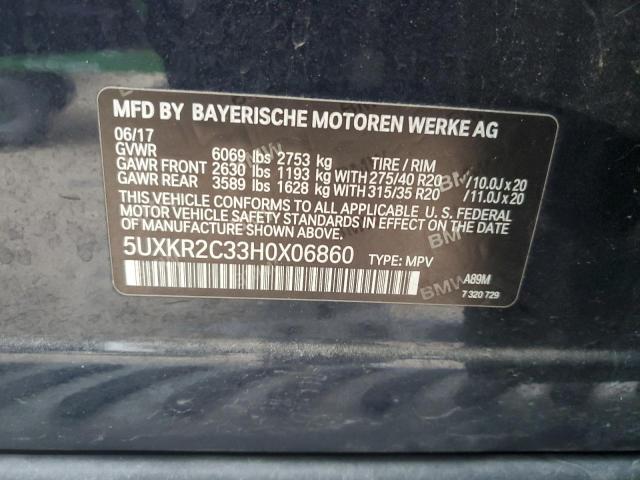 MFD BY BAYERISCHE MOTOREN WERKE AG
06/17
GVWR 6069 lbs 2753 kg TIRE / RIM
GAWR FRONT 2630 lbs 1193 kg WITH 275/40 R20 /10.0J x 20
GAWR REAR 3589 lbs 1628 kg WITH 315/35 R20 /11.0J x 20
THIS VEHICLE CONFORMS TO ALL APPLICABLE U. S. FEDERAL
MOTOR VEHICLE SAFETY STANDARDS IN EFFECT ON THE DATE
OF MANUFACTURE SHOWN ABOVE.
5UXKR2C33H0X06860 TYPE: MPV
A89M
7 320 729
BMW